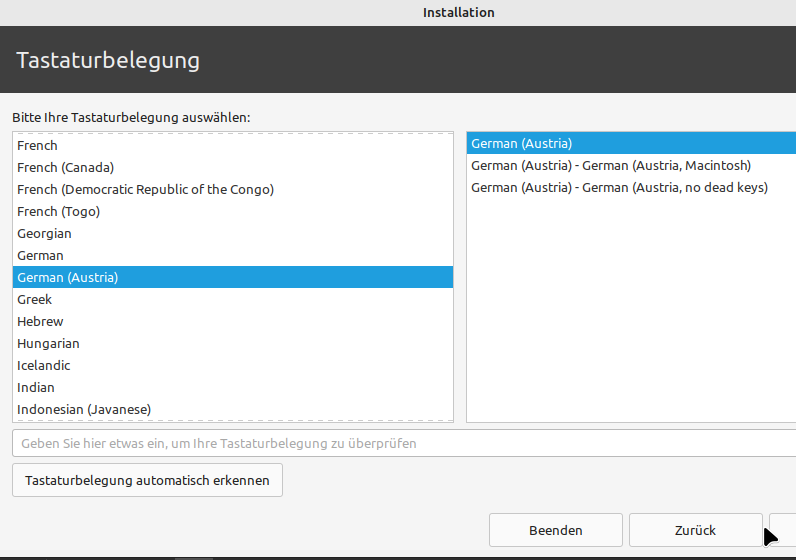 Installation
Tastaturbelegung
Bitte Ihre Tastaturbelegung auswählen:
French
French (Canada)
French (Democratic Republic of the Congo)
French (Togo)
Georgian
German
German (Austria)
Greek
Hebrew
Hungarian
Icelandic
Indian
Indonesian (Javanese)
German (Austria)
German (Austria) - German (Austria, Macintosh)
German (Austria) - German (Austria, no dead keys)
Geben Sie hier etwas ein, um Ihre Tastaturbelegung zu überprüfen
Tastaturbelegung automatisch erkennen
Beenden
Zurück